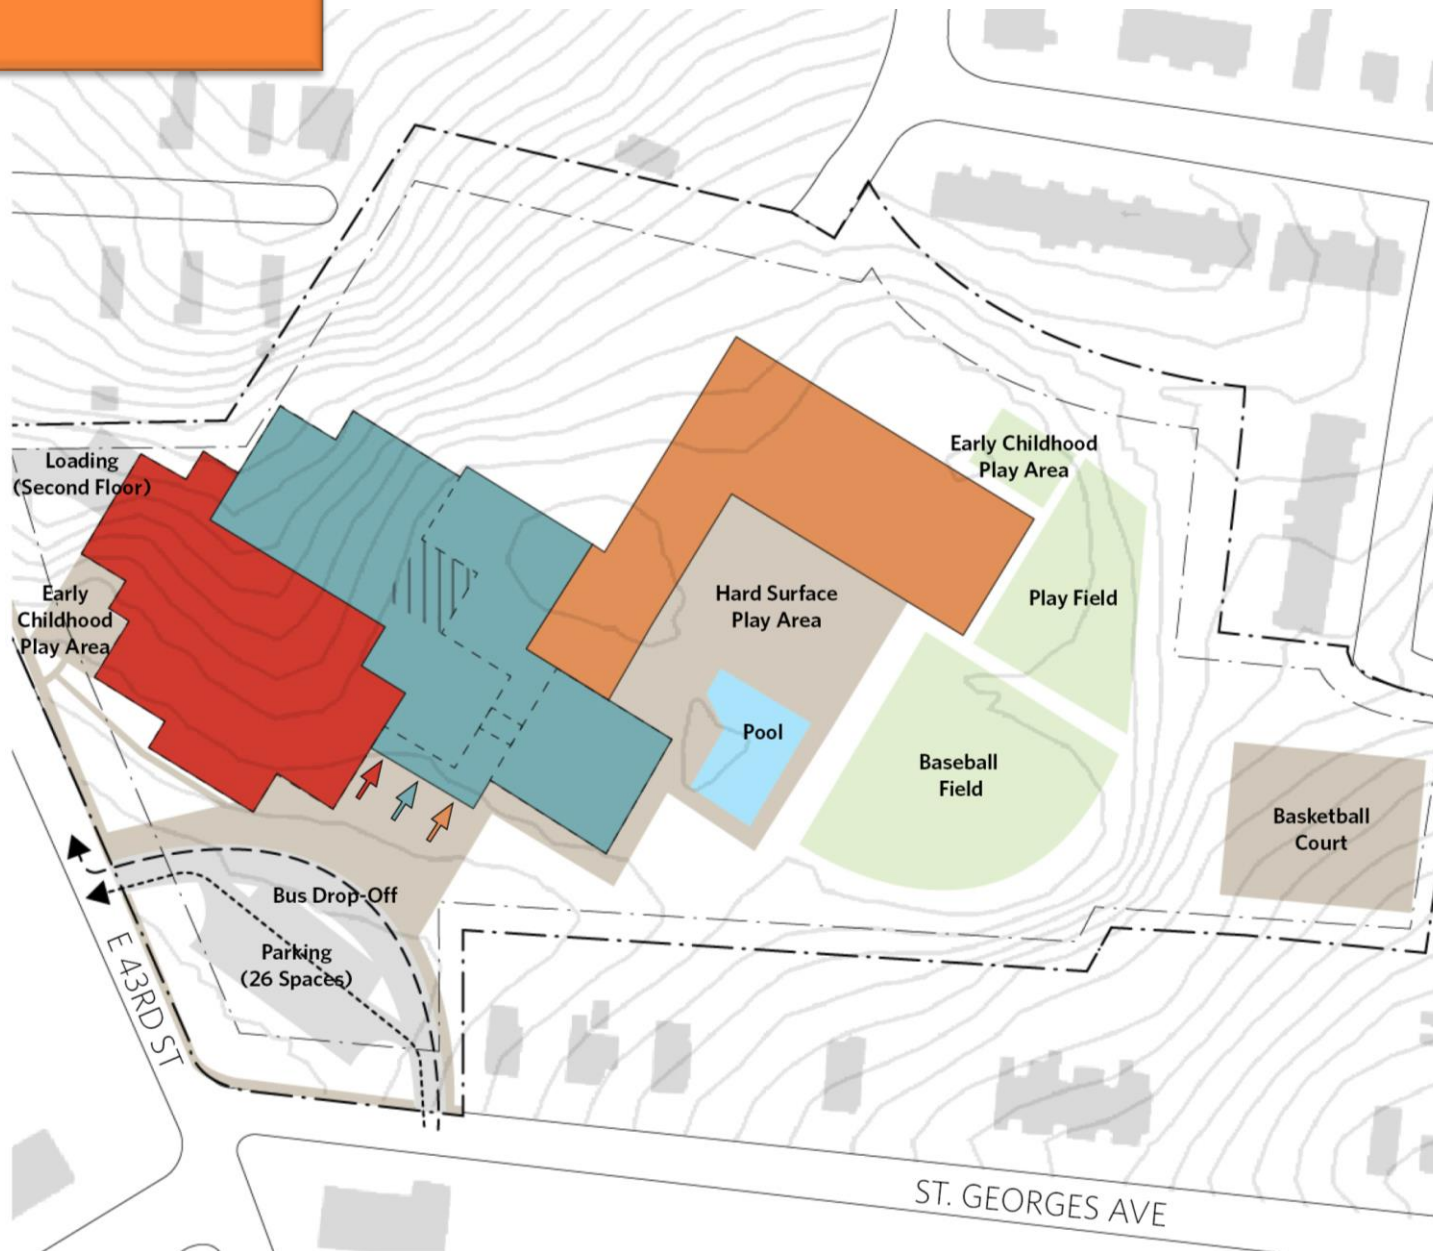 Early Childhood
Play Area
Loading
(Second Floor)
Early
Childhood
Play Area
Hard Surface
Play Area
Play Field
Pool
Baseball
Field
Basketball
Court
Bus Drop-Off
Parking
(26 Spaces)
E 43RD ST
ST. GEORGES AVE